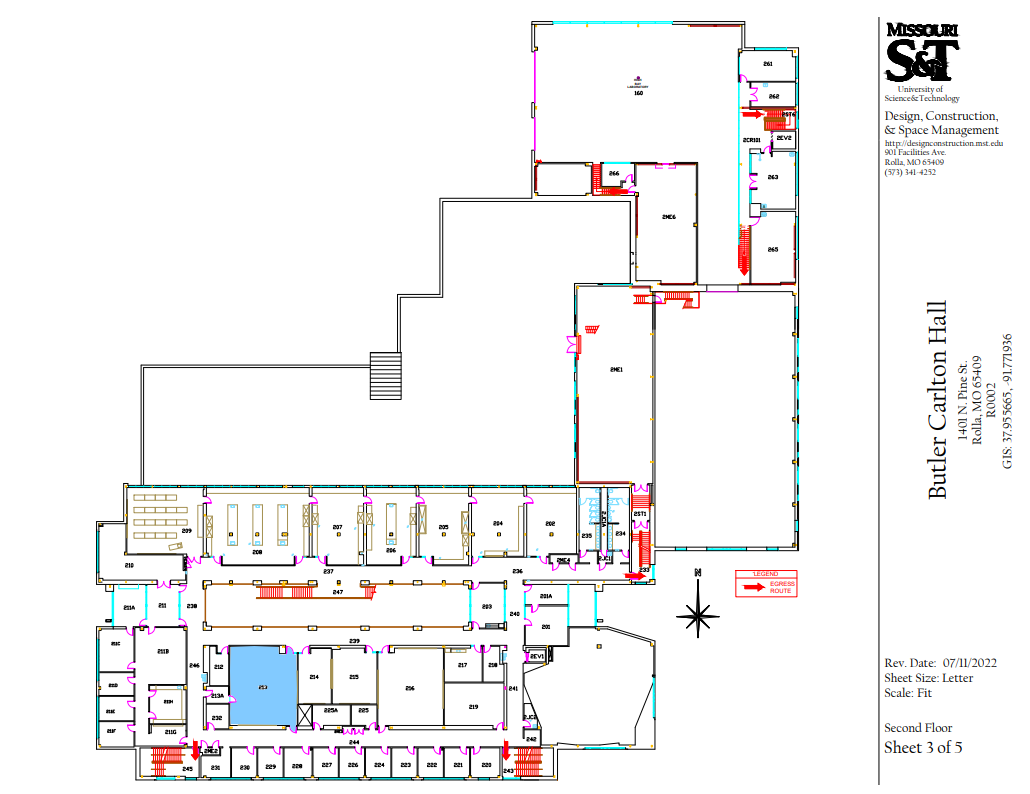 MISSOURI
S&T
University of
Science&Technology
Design, Construction,
& Space Management
http://designconstruction.mst.edu
901 Facilities Ave.
Rolla, MO 65409
(573) 341-4252
Butler Carlton Hall
1401 N. Pine St.
Rolla, MO 65409
R0002
GIS: 37.955665, -91.771936
Rev. Date: 07/11/2022
Sheet Size: Letter
Scale: Fit
Second Floor
Sheet 3 of 5
LABORATORY
160
261
262
2ST6
2CR101
2EV2
263
266
2ME6
265
2ME1
209
208
207
206
205
204
202
235
234
2ST1
233
2ME4
210
237
236
"LEGEND
EGRESS
ROUTE
N
211A
211
238
247
203
240
201A
201
239
211C
211B
246
212
213
214
215
216
217
218
2EV1
211D
213A
241
211E
211H
219
232
225A
225
211F
211G
242
244
2ME2
245
231
230
229
228
227
226
224
223
222
221
220
243